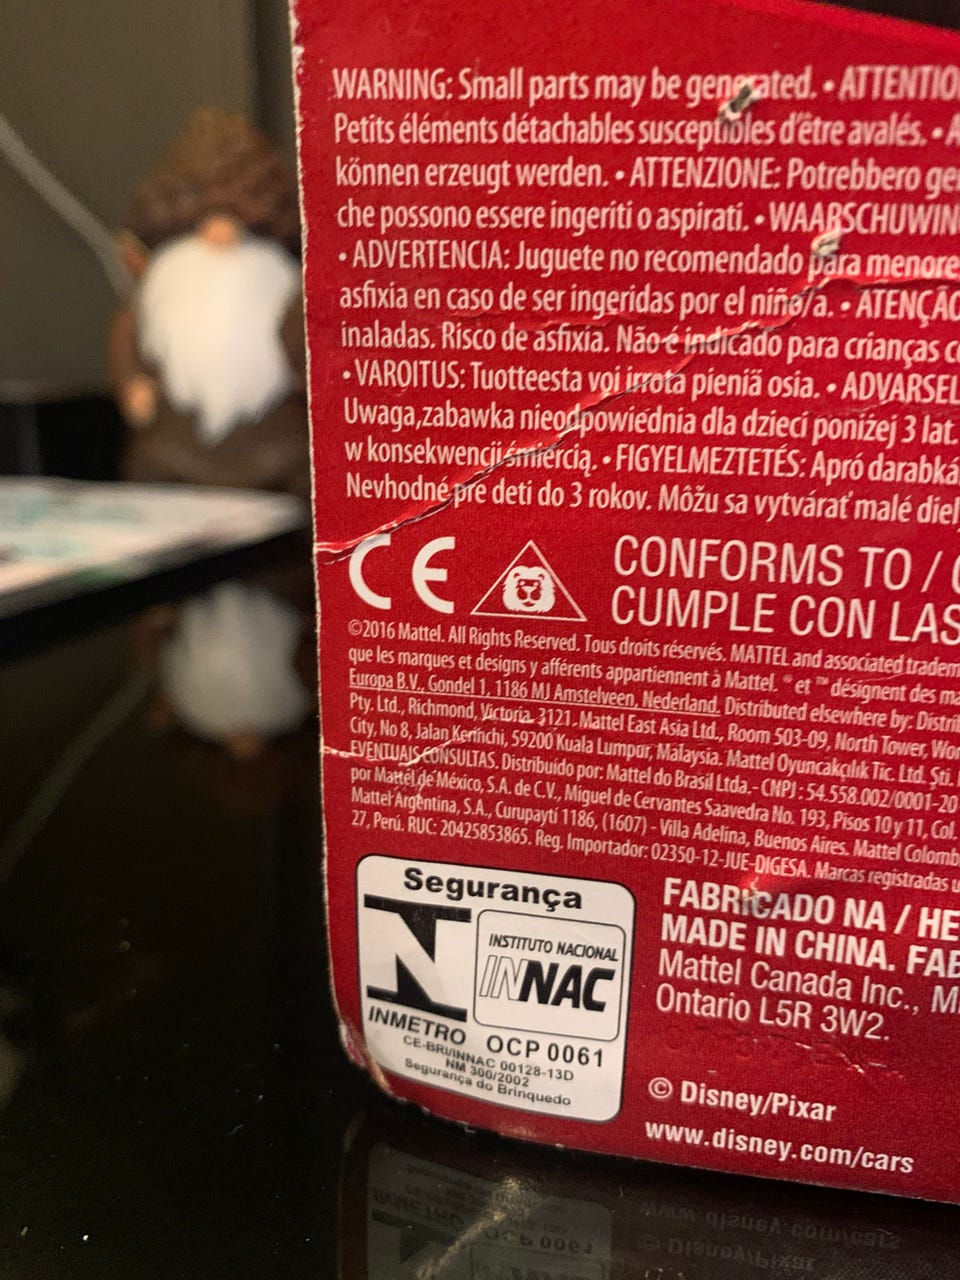 WARNING: Small parts may be generated. • ATTENTIO
Petits éléments détachables susceptibles d'être avalés. • A
können erzeugt werden. • ATTENZIONE: Potrebbero ge
che possono essere ingeriti o aspirati. • WAARSCHUWIN
• ADVERTENCIA: Juguete no recomendado para menore
asfixia en caso de ser ingeridas por el niño/a. • ATENÇÃO
inaladas. Risco de asfixia. Não é indicado para crianças c
• VAROITUS: Tuotteesta voi irrota pieniä osia. • ADVARSEL
Uwaga,zabawka nieodpowiednia dla dzieci poniżej 3 lat.
w konsekwencji śmiercią. • FIGYELMEZTETÉS: Apró darabká
Nevhodné pre deti do 3 rokov. Môžu sa vytvárať malé diel
CE
CONFORMS TO / C
CUMPLE CON LAS
©2016 Mattel. All Rights Reserved. Tous droits réservés. MATTEL and associated tradem
que les marques et designs y afférents appartiennent à Mattel. ® et ™ désignent des ma
Europa B.V., Gondel 1, 1186 MJ Amstelveen, Nederland. Distributed elsewhere by: Distri
Pty. Ltd., Richmond, Victoria. 3121. Mattel East Asia Ltd., Room 503-09, North Tower, Wo
City, No 8, Jalan Kerinchi, 59200 Kuala Lumpur, Malaysia. Mattel Oyuncakçılık Tic. Ltd. Şti.
EVENTUAIS CONSULTAS. Distribuído por: Mattel do Brasil Ltda.- CNPJ : 54.558.002/0001-20
por Mattel de México, S.A. de C.V., Miguel de Cervantes Saavedra No. 193, Pisos 10 y 11, Col.
Mattel Argentina, S.A., Curupaytí 1186, (1607) - Villa Adelina, Buenos Aires. Mattel Colomb
27, Perú. RUC: 20425853865. Reg. Importador: 02350-12-JUE-DIGESA. Marcas registradas u
Segurança
INSTITUTO NACIONAL
INNAC
INMETRO
OCP 0061
CE-BRI/INNAC 00128-13D
NM 300/2002
Segurança do Brinquedo
FABRICADO NA / HE
MADE IN CHINA. FAB
Mattel Canada Inc., M
Ontario L5R 3W2.
© Disney/Pixar
www.disney.com/cars